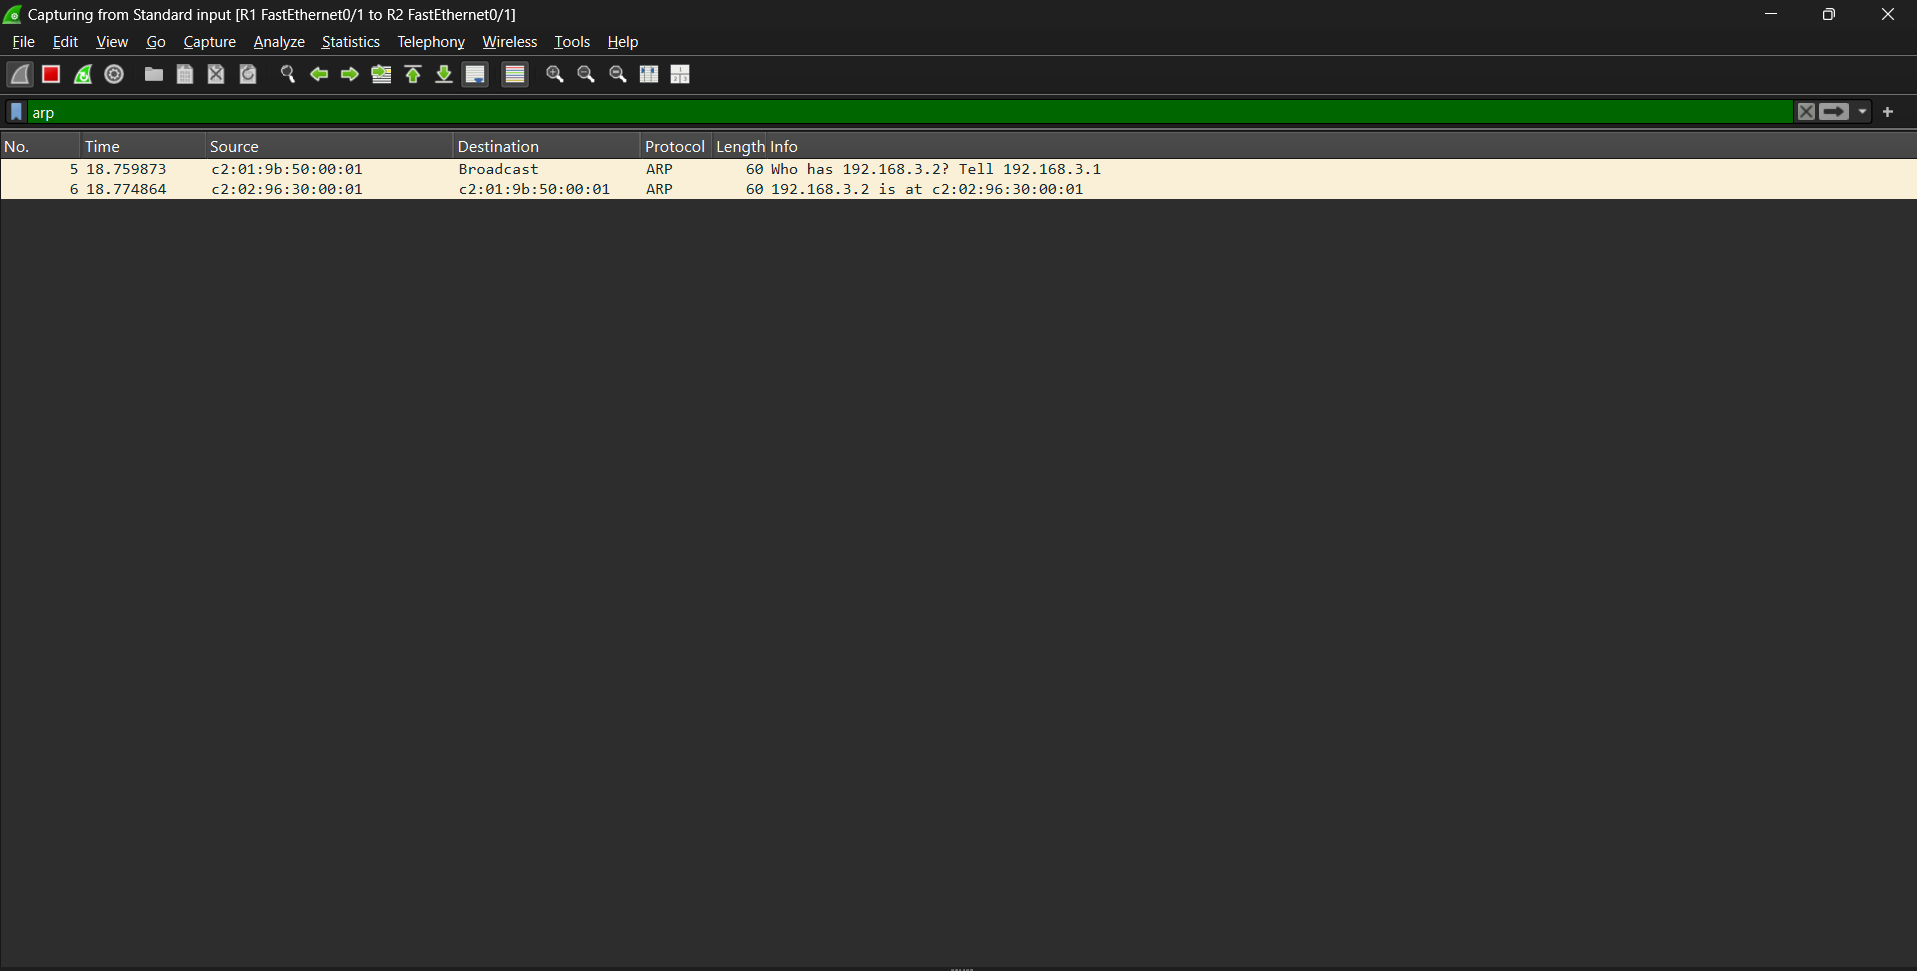 Capturing from Standard input [R1 FastEthernet0/1 to R2 FastEthernet0/1]
File Edit View Go Capture Analyze Statistics Telephony Wireless Tools Help
arp
No. Time Source Destination Protocol Length Info
5 18.759873 c2:01:9b:50:00:01 Broadcast ARP 60 Who has 192.168.3.2? Tell 192.168.3.1
6 18.774864 c2:02:96:30:00:01 c2:01:9b:50:00:01 ARP 60 192.168.3.2 is at c2:02:96:30:00:01